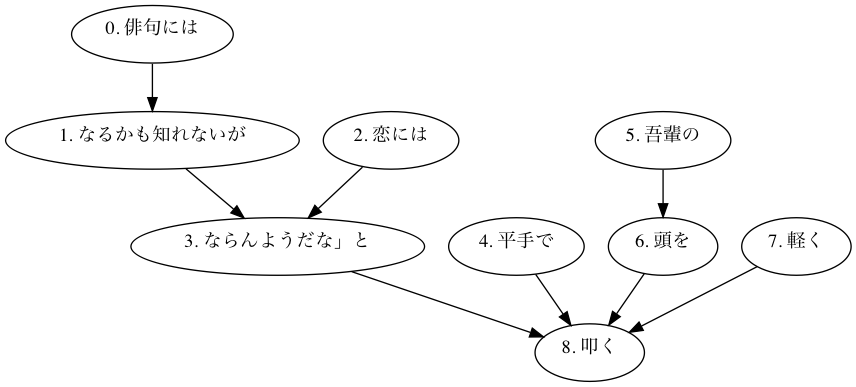 0. 俳句には
1. なるかも知れないが
2. 恋には
3. ならんようだな」と
4. 平手で
5. 吾輩の
6. 頭を
7. 軽く
8. 叩く